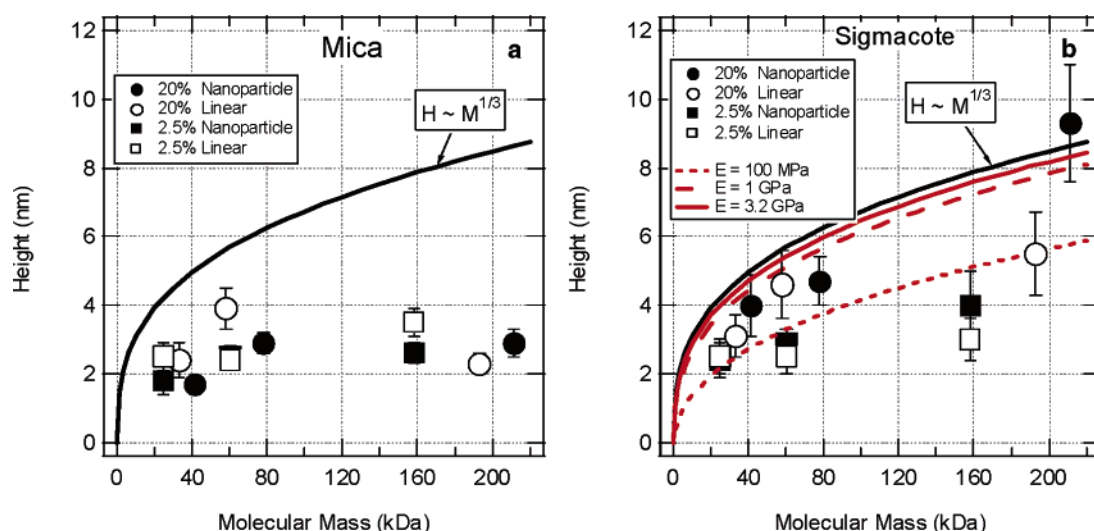 Mica
a
20% Nanoparticle
20% Linear
2.5% Nanoparticle
2.5% Linear
H ~ M^1/3
Height (nm)
12
10
8
6
4
2
0
0 40 80 120 160 200
Molecular Mass (kDa)
Sigmacote
b
20% Nanoparticle
20% Linear
2.5% Nanoparticle
2.5% Linear
E = 100 MPa
E = 1 GPa
E = 3.2 GPa
H ~ M^1/3
Height (nm)
12
10
8
6
4
2
0
0 40 80 120 160 200
Molecular Mass (kDa)